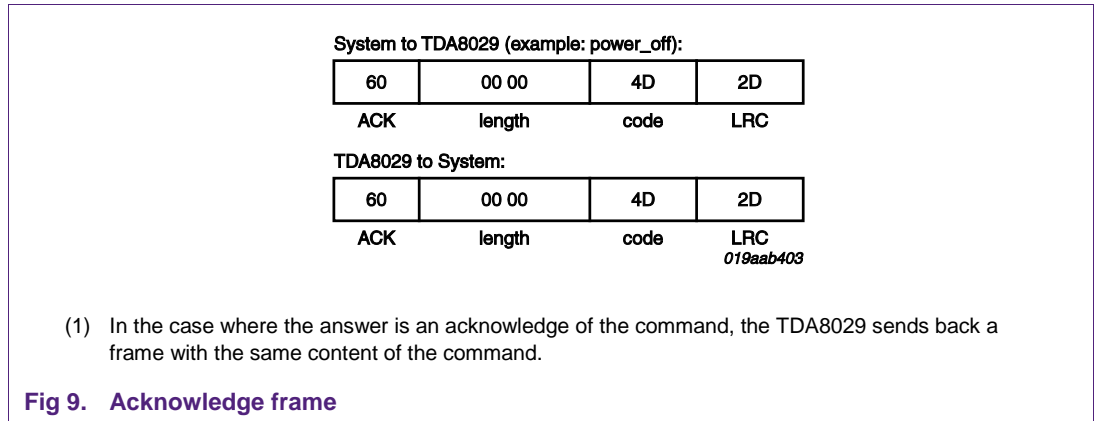 System to TDA8029 (example: power_off):
60 00 00 4D 2D
ACK length code LRC
TDA8029 to System:
60 00 00 4D 2D
ACK length code LRC
019aab403
(1) In the case where the answer is an acknowledge of the command, the TDA8029 sends back a
frame with the same content of the command.
Fig 9. Acknowledge frame